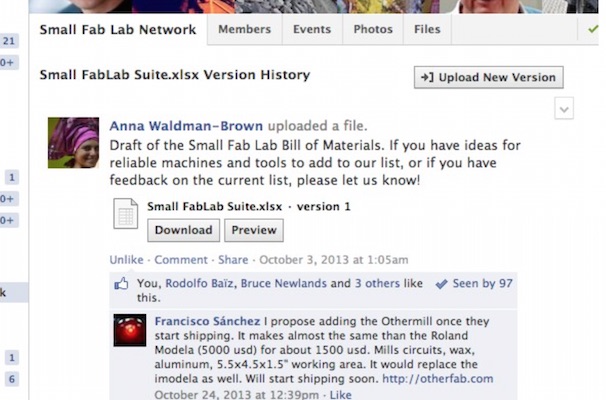 Small Fab Lab Network Members Events Photos Files
21
0+
Small FabLab Suite.xlsx Version History
Upload New Version
Anna Waldman-Brown uploaded a file.
Draft of the Small Fab Lab Bill of Materials. If you have ideas for
reliable machines and tools to add to our list, or if you have
feedback on the current list, please let us know!
1
0+
0+
Small FabLab Suite.xlsx · version 1
Download Preview
Unlike · Comment · Share · October 3, 2013 at 1:05am
You, Rodolfo Baïz, Bruce Newlands and 3 others like
this.
Seen by 97
k
Francisco Sánchez I propose adding the Othermill once they
start shipping. It makes almost the same than the Roland
Modela (5000 usd) for about 1500 usd. Mills circuits, wax,
aluminum, 5.5x4.5x1.5" working area. It would replace the
imodela as well. Will start shipping soon. http://otherfab.com
October 24, 2013 at 12:39pm · Like
1
6